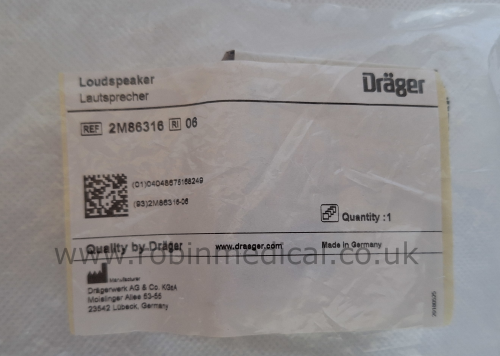 Loudspeaker
Lautsprecher
Dräger
REF 2M86316 RI 06
(01)04048675168249
(93)2M86316-06
Quantity :1
Quality by Dräger www.draeger.com Made in Germany
www.robinmedical.co.uk
Manufacturer
Drägerwerk AG & Co. KGaA
Moislinger Allee 53-55
23542 Lübeck, Germany